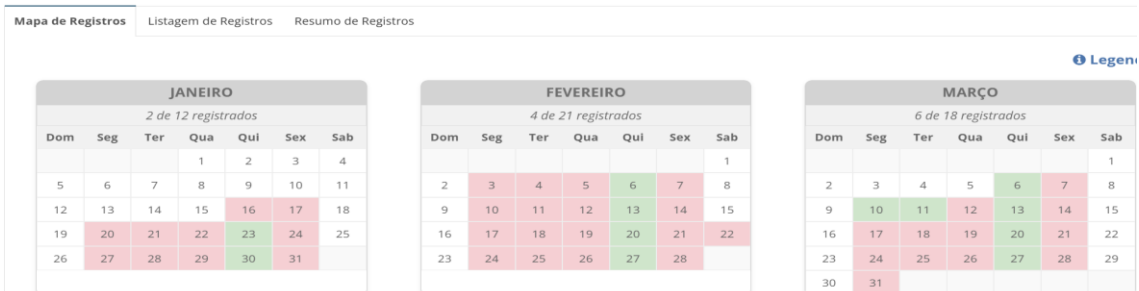 Mapa de Registros Listagem de Registros Resumo de Registros
Legen
JANEIRO
2 de 12 registrados
Dom Seg Ter Qua Qui Sex Sab
1 2 3 4
5 6 7 8 9 10 11
12 13 14 15 16 17 18
19 20 21 22 23 24 25
26 27 28 29 30 31
FEVEREIRO
4 de 21 registrados
Dom Seg Ter Qua Qui Sex Sab
1
2 3 4 5 6 7 8
9 10 11 12 13 14 15
16 17 18 19 20 21 22
23 24 25 26 27 28
MARÇO
6 de 18 registrados
Dom Seg Ter Qua Qui Sex Sab
1
2 3 4 5 6 7 8
9 10 11 12 13 14 15
16 17 18 19 20 21 22
23 24 25 26 27 28 29
30 31